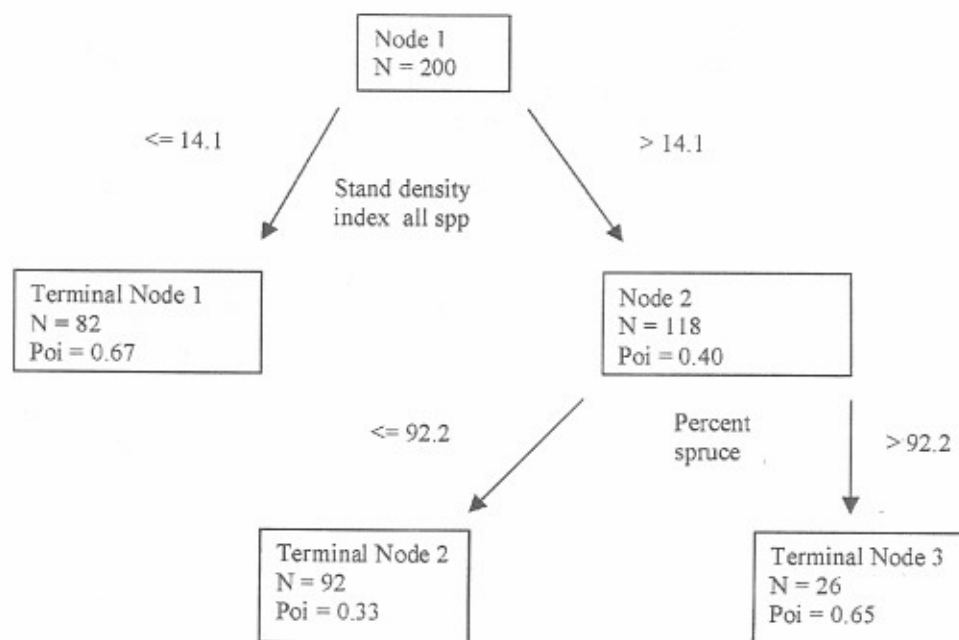 Node 1
N = 200
<= 14.1
> 14.1
Stand density
index all spp
Terminal Node 1
N = 82
Poi = 0.67
Node 2
N = 118
Poi = 0.40
<= 92.2
Percent
spruce
> 92.2
Terminal Node 2
N = 92
Poi = 0.33
Terminal Node 3
N = 26
Poi = 0.65